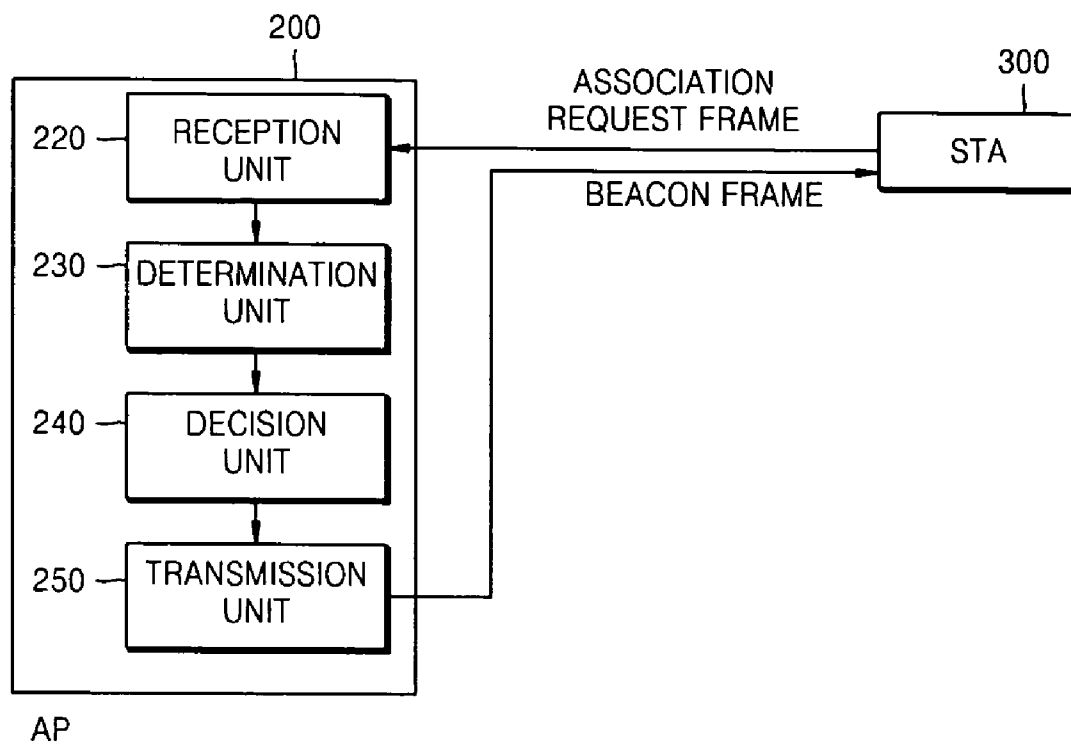 200
220
RECEPTION
UNIT
ASSOCIATION
REQUEST FRAME
300
STA
BEACON FRAME
230
DETERMINATION
UNIT
240
DECISION
UNIT
250
TRANSMISSION
UNIT
AP